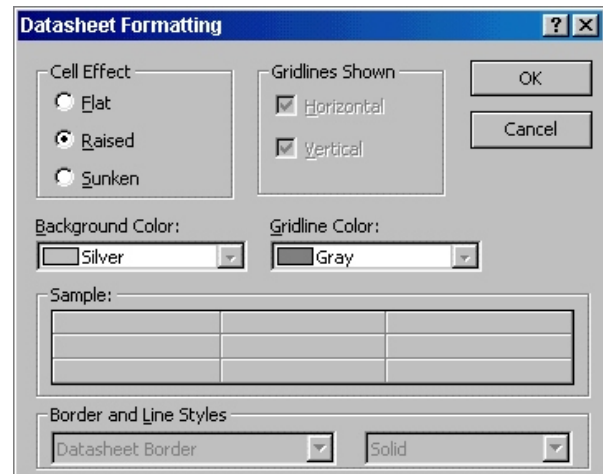 Datasheet Formatting
Cell Effect
Flat
Raised
Sunken
Gridlines Shown
Horizontal
Vertical
OK
Cancel
Background Color:
Silver
Gridline Color:
Gray
Sample:
Border and Line Styles
Datasheet Border
Solid